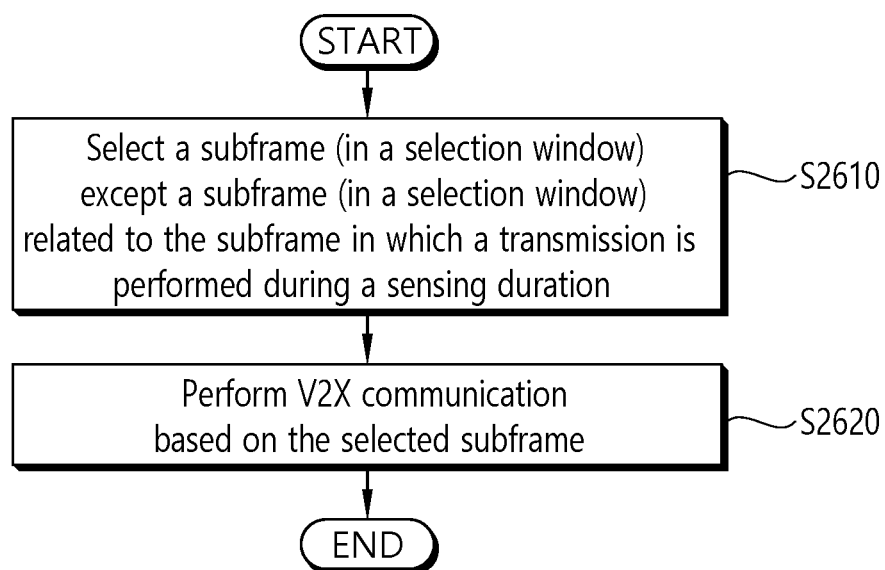 START
Select a subframe (in a selection window)
except a subframe (in a selection window)
related to the subframe in which a transmission is
performed during a sensing duration
S2610
Perform V2X communication
based on the selected subframe
S2620
END